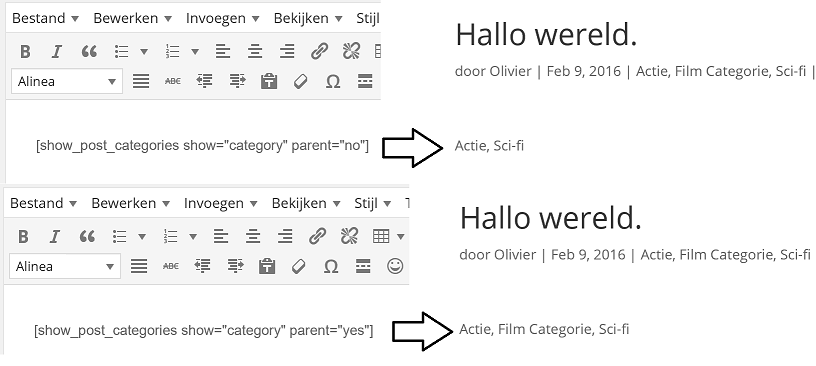 Bestand Bewerken Invoegen Bekijken Stijl
B I
Alinea ABC
[show_post_categories show="category" parent="no"]
Hallo wereld.
door Olivier | Feb 9, 2016 | Actie, Film Categorie, Sci-fi |
Actie, Sci-fi
Bestand Bewerken Invoegen Bekijken Stijl
B I
Alinea ABC Ω
[show_post_categories show="category" parent="yes"]
Hallo wereld.
door Olivier | Feb 9, 2016 | Actie, Film Categorie, Sci-fi
Actie, Film Categorie, Sci-fi